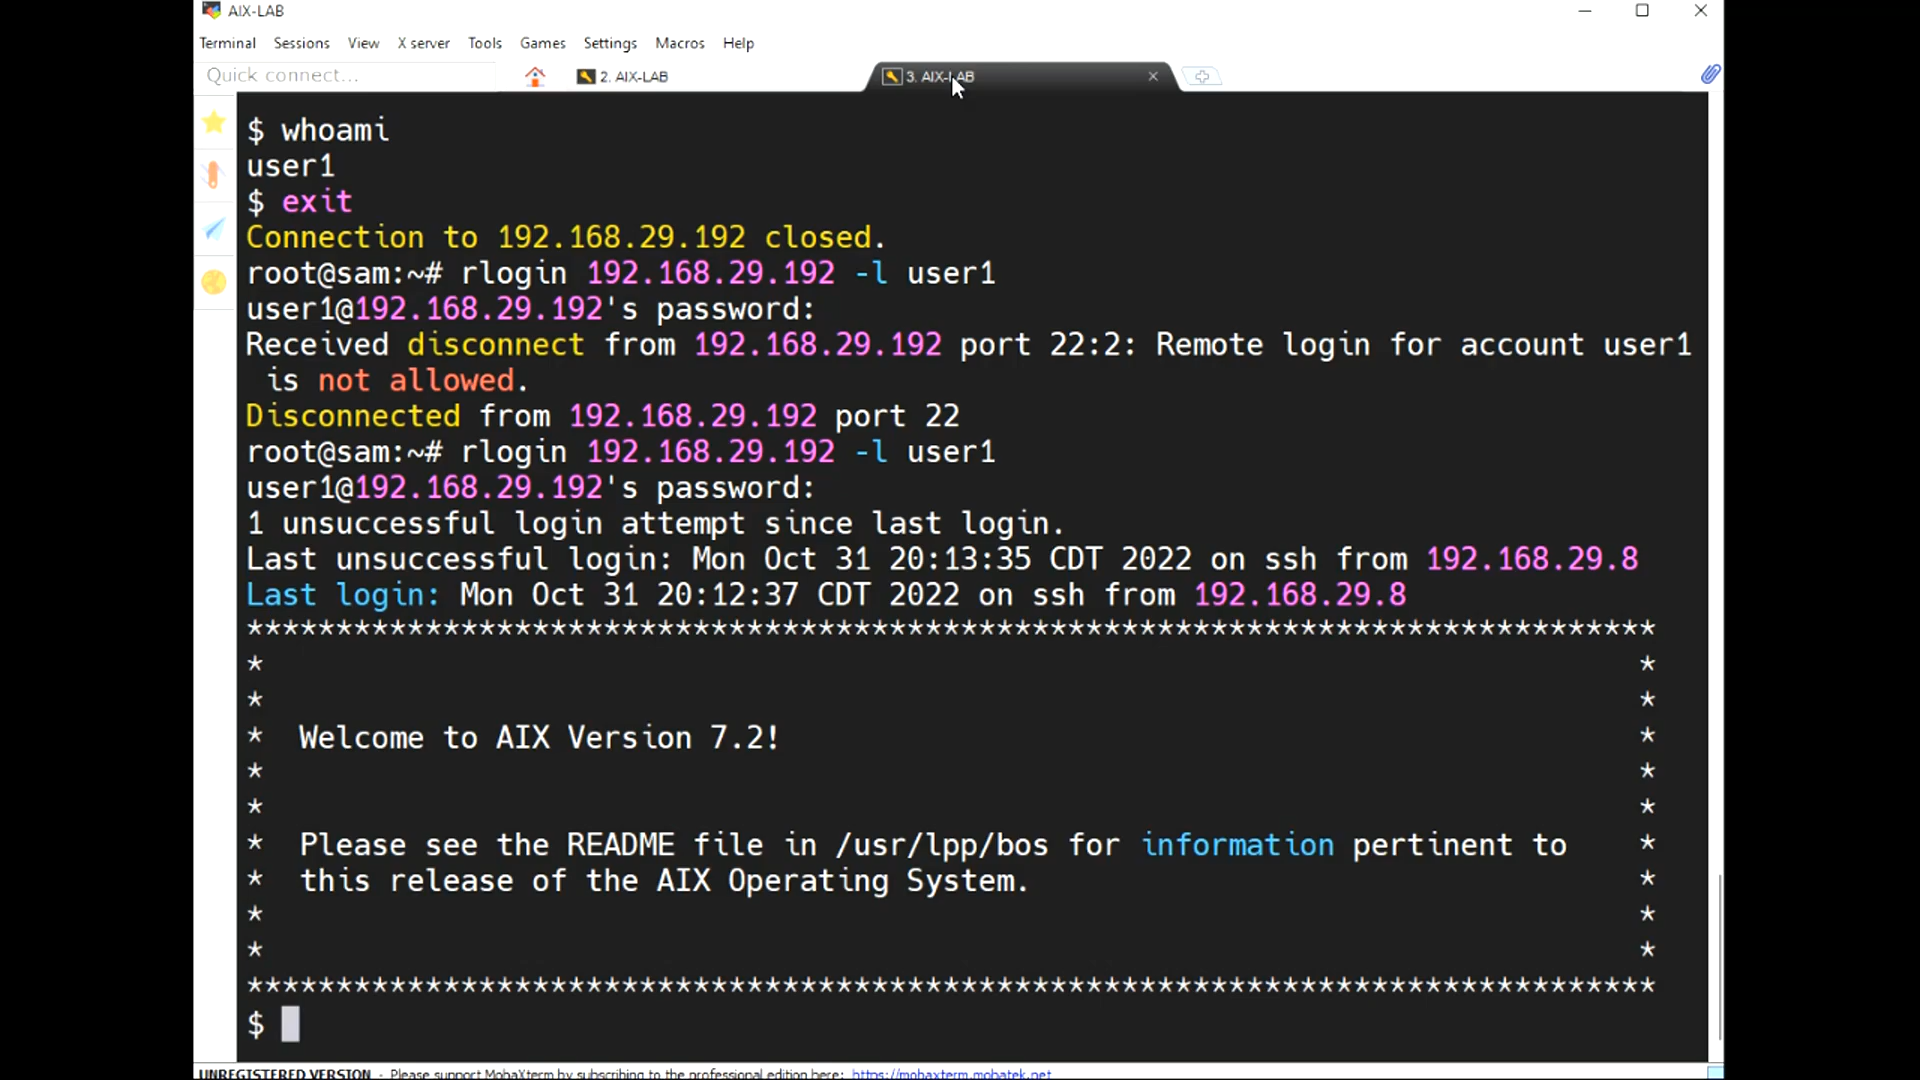 AIX-LAB
Terminal Sessions View X server Tools Games Settings Macros Help
Quick connect... 2. AIX-LAB 3. AIX-LAB
$ whoami
user1
$ exit
Connection to 192.168.29.192 closed.
root@sam:~# rlogin 192.168.29.192 -l user1
user1@192.168.29.192's password:
Received disconnect from 192.168.29.192 port 22:2: Remote login for account user1
is not allowed.
Disconnected from 192.168.29.192 port 22
root@sam:~# rlogin 192.168.29.192 -l user1
user1@192.168.29.192's password:
1 unsuccessful login attempt since last login.
Last unsuccessful login: Mon Oct 31 20:13:35 CDT 2022 on ssh from 192.168.29.8
Last login: Mon Oct 31 20:12:37 CDT 2022 on ssh from 192.168.29.8
*******************************************************************************
* *
* *
* Welcome to AIX Version 7.2! *
* *
* *
* Please see the README file in /usr/lpp/bos for information pertinent to *
* this release of the AIX Operating System. *
* *
* *
*******************************************************************************
$
UNREGISTERED VERSION - Please support MobaXterm by subscribing to the professional edition here: https://mobaxterm.mobatek.net